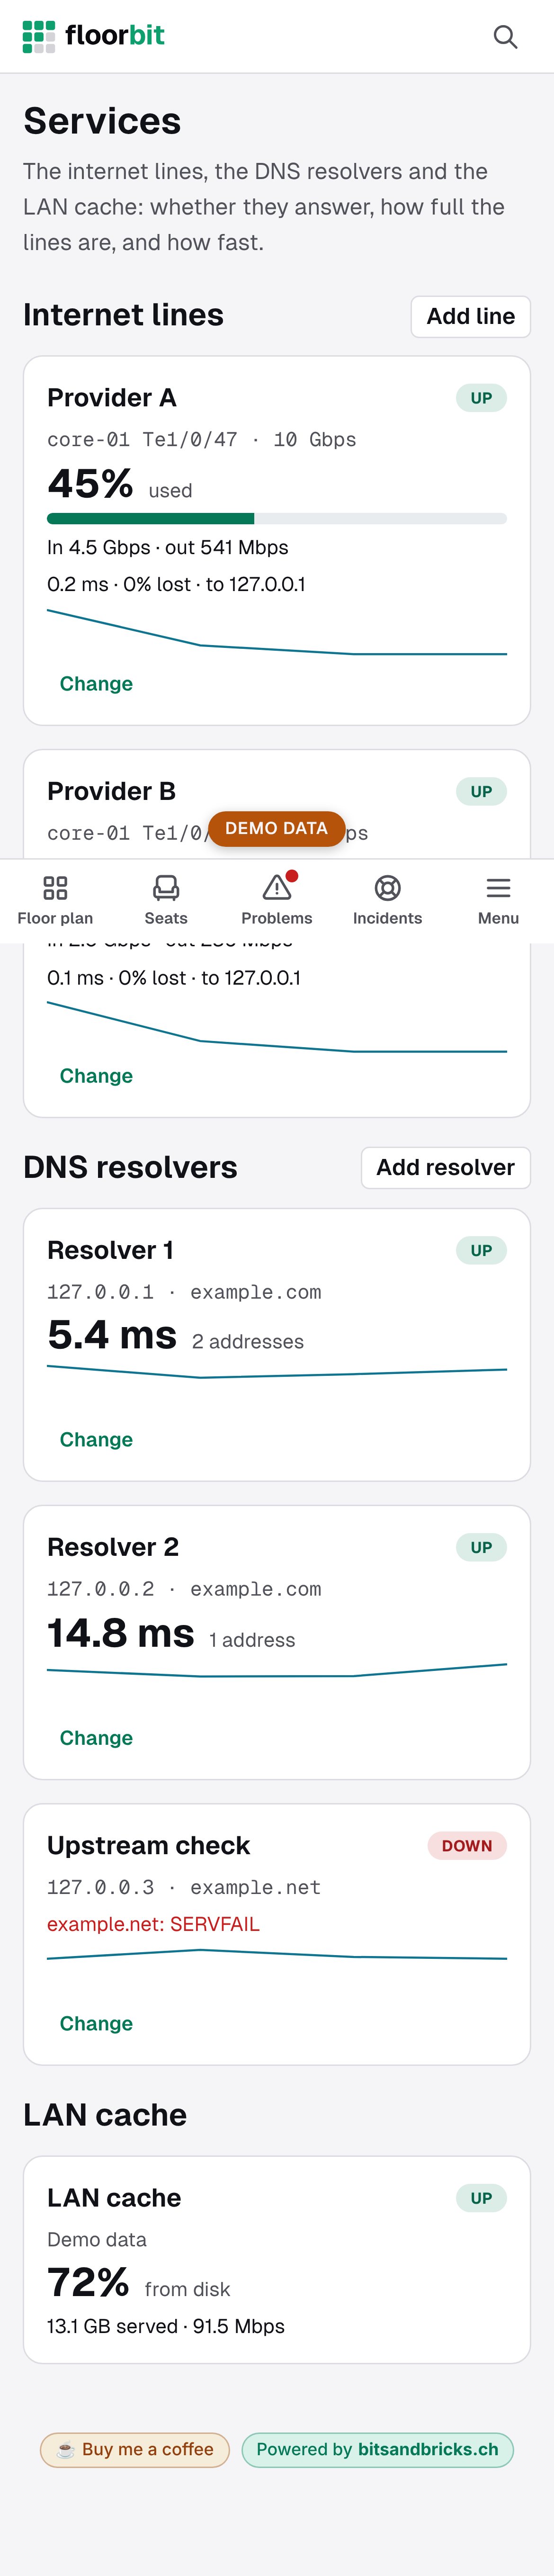 floorbit
Services
The internet lines, the DNS resolvers and the
LAN cache: whether they answer, how full the
lines are, and how fast.
Internet lines
Add line
Provider A
UP
core-01 Te1/0/47 · 10 Gbps
45% used
In 4.5 Gbps · out 541 Mbps
0.2 ms · 0% lost · to 127.0.0.1
Change
Provider B
UP
core-01 Te1/0/
DEMO DATA
Floor plan
Seats
Problems
Incidents
Menu
0.1 ms · 0% lost · to 127.0.0.1
Change
DNS resolvers
Add resolver
Resolver 1
UP
127.0.0.1 · example.com
5.4 ms 2 addresses
Change
Resolver 2
UP
127.0.0.2 · example.com
14.8 ms 1 address
Change
Upstream check
DOWN
127.0.0.3 · example.net
example.net: SERVFAIL
Change
LAN cache
LAN cache
UP
Demo data
72% from disk
13.1 GB served · 91.5 Mbps
Buy me a coffee
Powered by bitsandbricks.ch